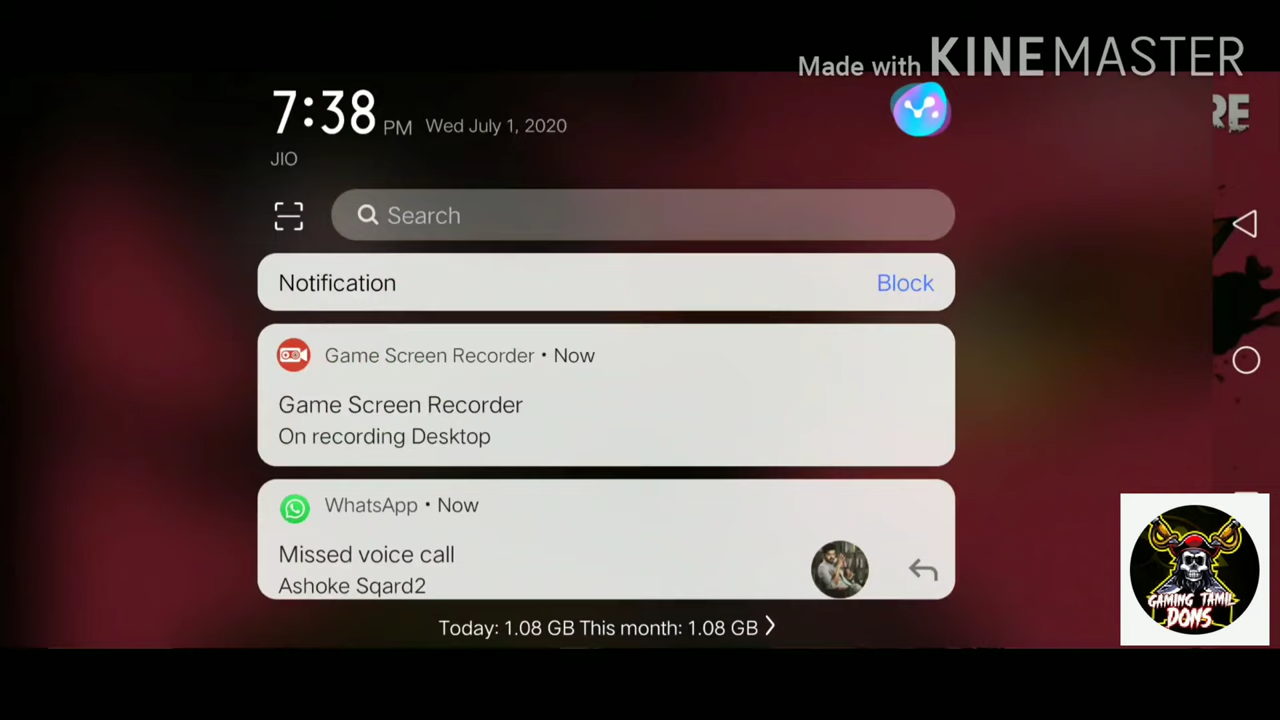 Made with KINEMASTER
RE
7:38 PM Wed July 1, 2020
JIO
Search
Notification Block
Game Screen Recorder • Now
Game Screen Recorder
On recording Desktop
WhatsApp • Now
Missed voice call
Ashoke Sqard2
Today: 1.08 GB This month: 1.08 GB
GAMING TAMIL
DONS